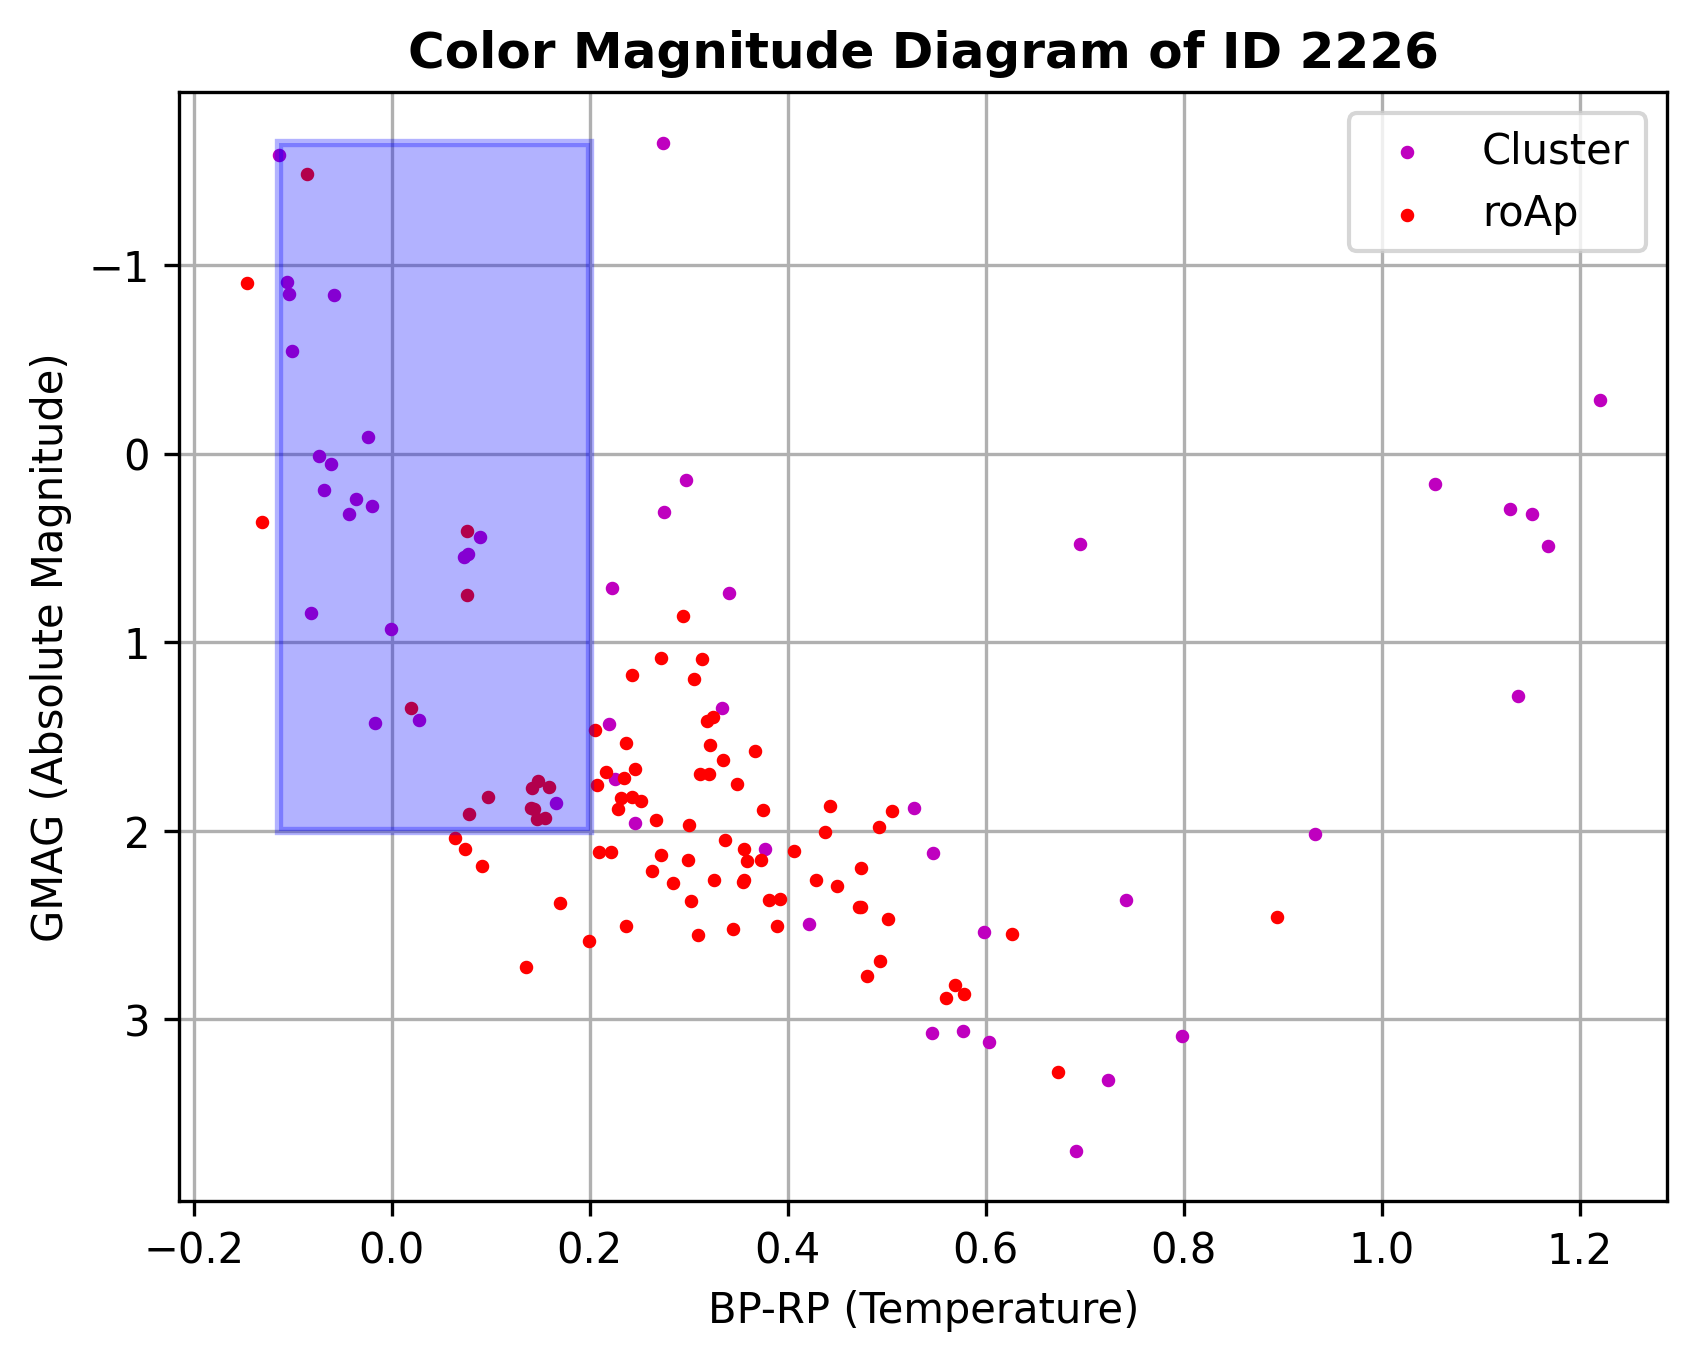 Color Magnitude Diagram of ID 2226
Cluster
roAp
−1
0
1
2
3
GMAG (Absolute Magnitude)
−0.2 0.0 0.2 0.4 0.6 0.8 1.0 1.2
BP-RP (Temperature)